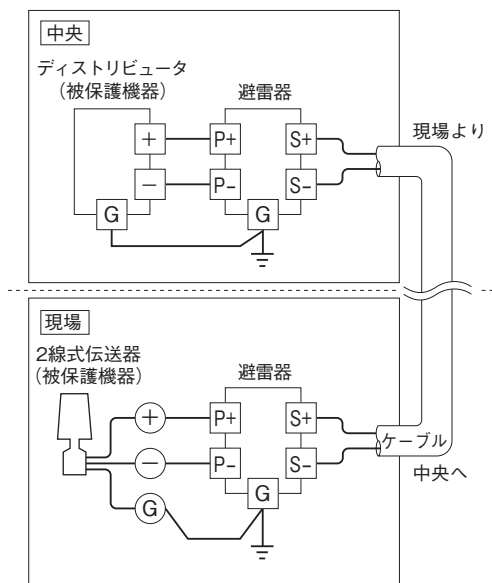 中央
ディストリビュータ
（被保護機器）
避雷器
現場より
+ P+ S+
− P− S−
G G
現場
2線式伝送器
（被保護機器）
避雷器
+ P+ S+
ケーブル
− P− S−
中央へ
G
G